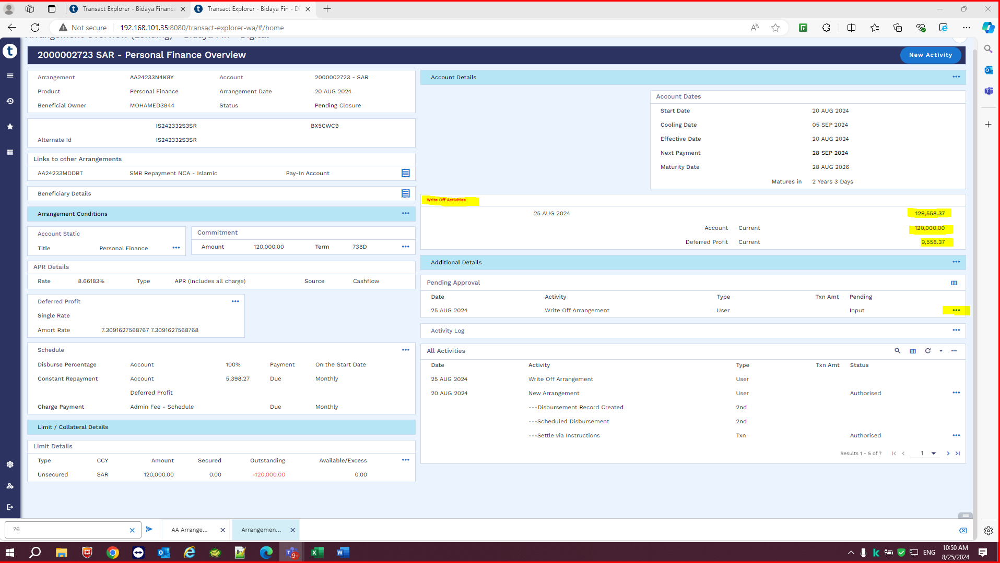 Transact Explorer - Bidaya Finance
Transact Explorer - Bidaya Fin - D
Not secure
192.168.101.35:8080/transact-explorer-wa/#/home
Arrangement Overview (Lending) - Bidaya Fin - Digital
2000002723 SAR - Personal Finance Overview
New Activity
Arrangement AA24233N4K8Y Account 2000002723 - SAR
Product Personal Finance Arrangement Date 20 AUG 2024
Beneficial Owner MOHAMED3844 Status Pending Closure
IS242332S3SR BX5CWC9
Alternate Id IS242332S3SR
Links to other Arrangements
AA24233MDDBT SMB Repayment NCA - Islamic Pay-In Account
Beneficiary Details
Arrangement Conditions
Account Static
Title Personal Finance
Commitment
Amount 120,000.00 Term 738D
APR Details
Rate 8.66183% Type APR (Includes all charge) Source Cashflow
Deferred Profit
Single Rate
Amort Rate 7.3091627568767 7.3091627568768
Schedule
Disburse Percentage Account 100% Payment On the Start Date
Constant Repayment Account 5,398.27 Due Monthly
Deferred Profit
Charge Payment Admin Fee - Schedule Due Monthly
Limit / Collateral Details
Limit Details
Type CCY Amount Secured Outstanding Available/Excess
Unsecured SAR 120,000.00 0.00 -120,000.00 0.00
Account Details
Account Dates
Start Date 20 AUG 2024
Cooling Date 05 SEP 2024
Effective Date 20 AUG 2024
Next Payment 28 SEP 2024
Maturity Date 28 AUG 2026
Matures in 2 Years 3 Days
Write Off Activities
25 AUG 2024 129,558.37
Account Current 120,000.00
Deferred Profit Current 9,558.37
Additional Details
Pending Approval
Date Activity Type Txn Amt Pending
25 AUG 2024 Write Off Arrangement User Input
Activity Log
All Activities
Date Activity Type Txn Amt Status
25 AUG 2024 Write Off Arrangement User
20 AUG 2024 New Arrangement User Authorised
---Disbursement Record Created 2nd
---Scheduled Disbursement 2nd
---Settle via Instructions Txn Authorised
Results 1 - 5 of 7 1
?6
AA Arrange...
Arrangemen...
9+
ENG
10:50 AM
8/25/2024